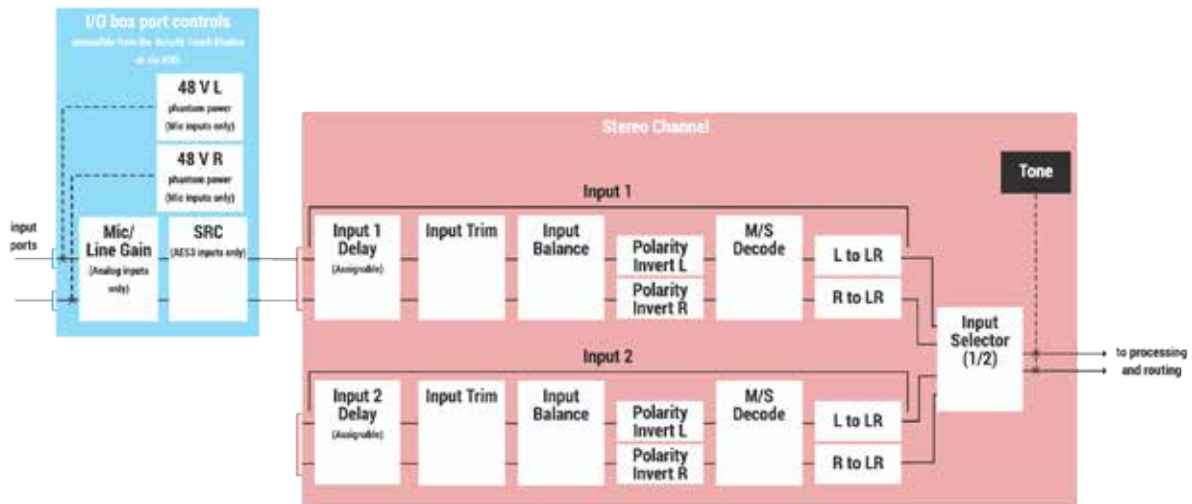 I/O box port controls
48 V L
phantom power
(Mic inputs only)
48 V R
phantom power
(Mic inputs only)
Stereo Channel
Tone
Input 1
input
ports
Mic/
Line Gain
(Analog inputs
only)
SRC
(AES3 inputs only)
Input 1
Delay
(Assignable)
Input Trim
Input
Balance
Polarity
Invert L
Polarity
Invert R
M/S
Decode
L to LR
R to LR
Input
Selector
(1/2)
to processing
and routing
Input 2
Input 2
Delay
(Assignable)
Input Trim
Input
Balance
Polarity
Invert L
Polarity
Invert R
M/S
Decode
L to LR
R to LR